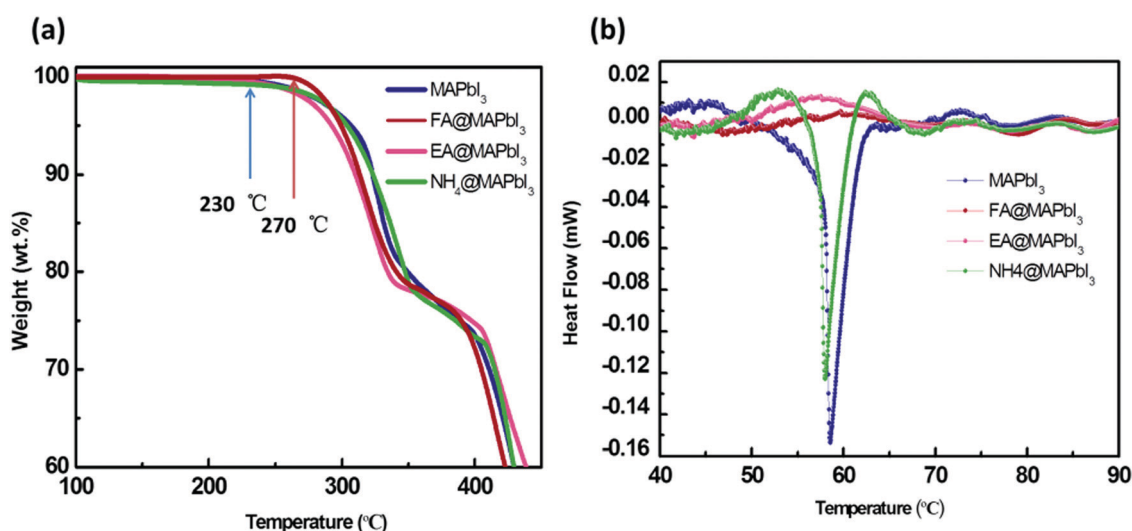 (a)
100
90
80
70
60
Weight (wt.%)
MAPbI₃
FA@MAPbI₃
EA@MAPbI₃
NH₄@MAPbI₃
230 ℃
270 ℃
100 200 300 400
Temperature (℃)
(b)
0.02
0.00
-0.02
-0.04
-0.06
-0.08
-0.10
-0.12
-0.14
-0.16
Heat Flow (mW)
MAPbI₃
FA@MAPbI₃
EA@MAPbI₃
NH4@MAPbI₃
40 50 60 70 80 90
Temperature (℃)